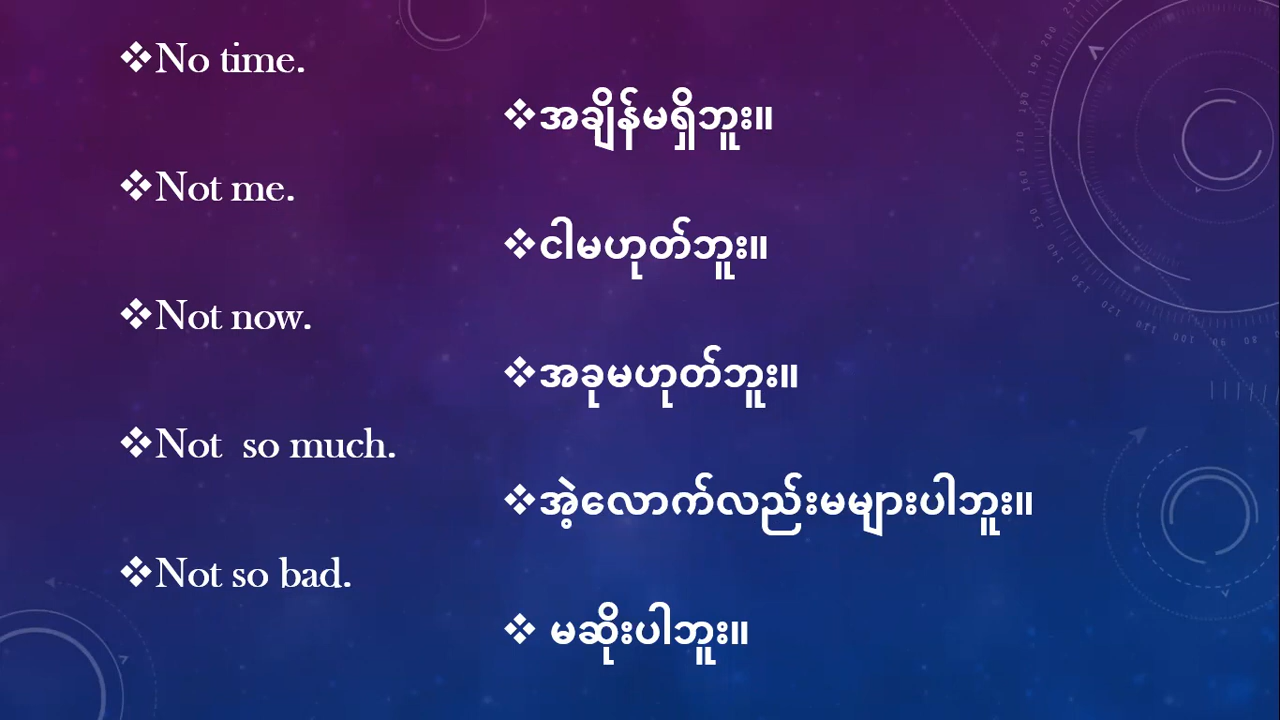 ❖No time.
❖အချိန်မရှိဘူး။
❖Not me.
❖ငါမဟုတ်ဘူး။
❖Not now.
❖အခုမဟုတ်ဘူး။
❖Not  so much.
❖အဲ့လောက်လည်းမများပါဘူး။
❖Not so bad.
❖ မဆိုးပါဘူး။